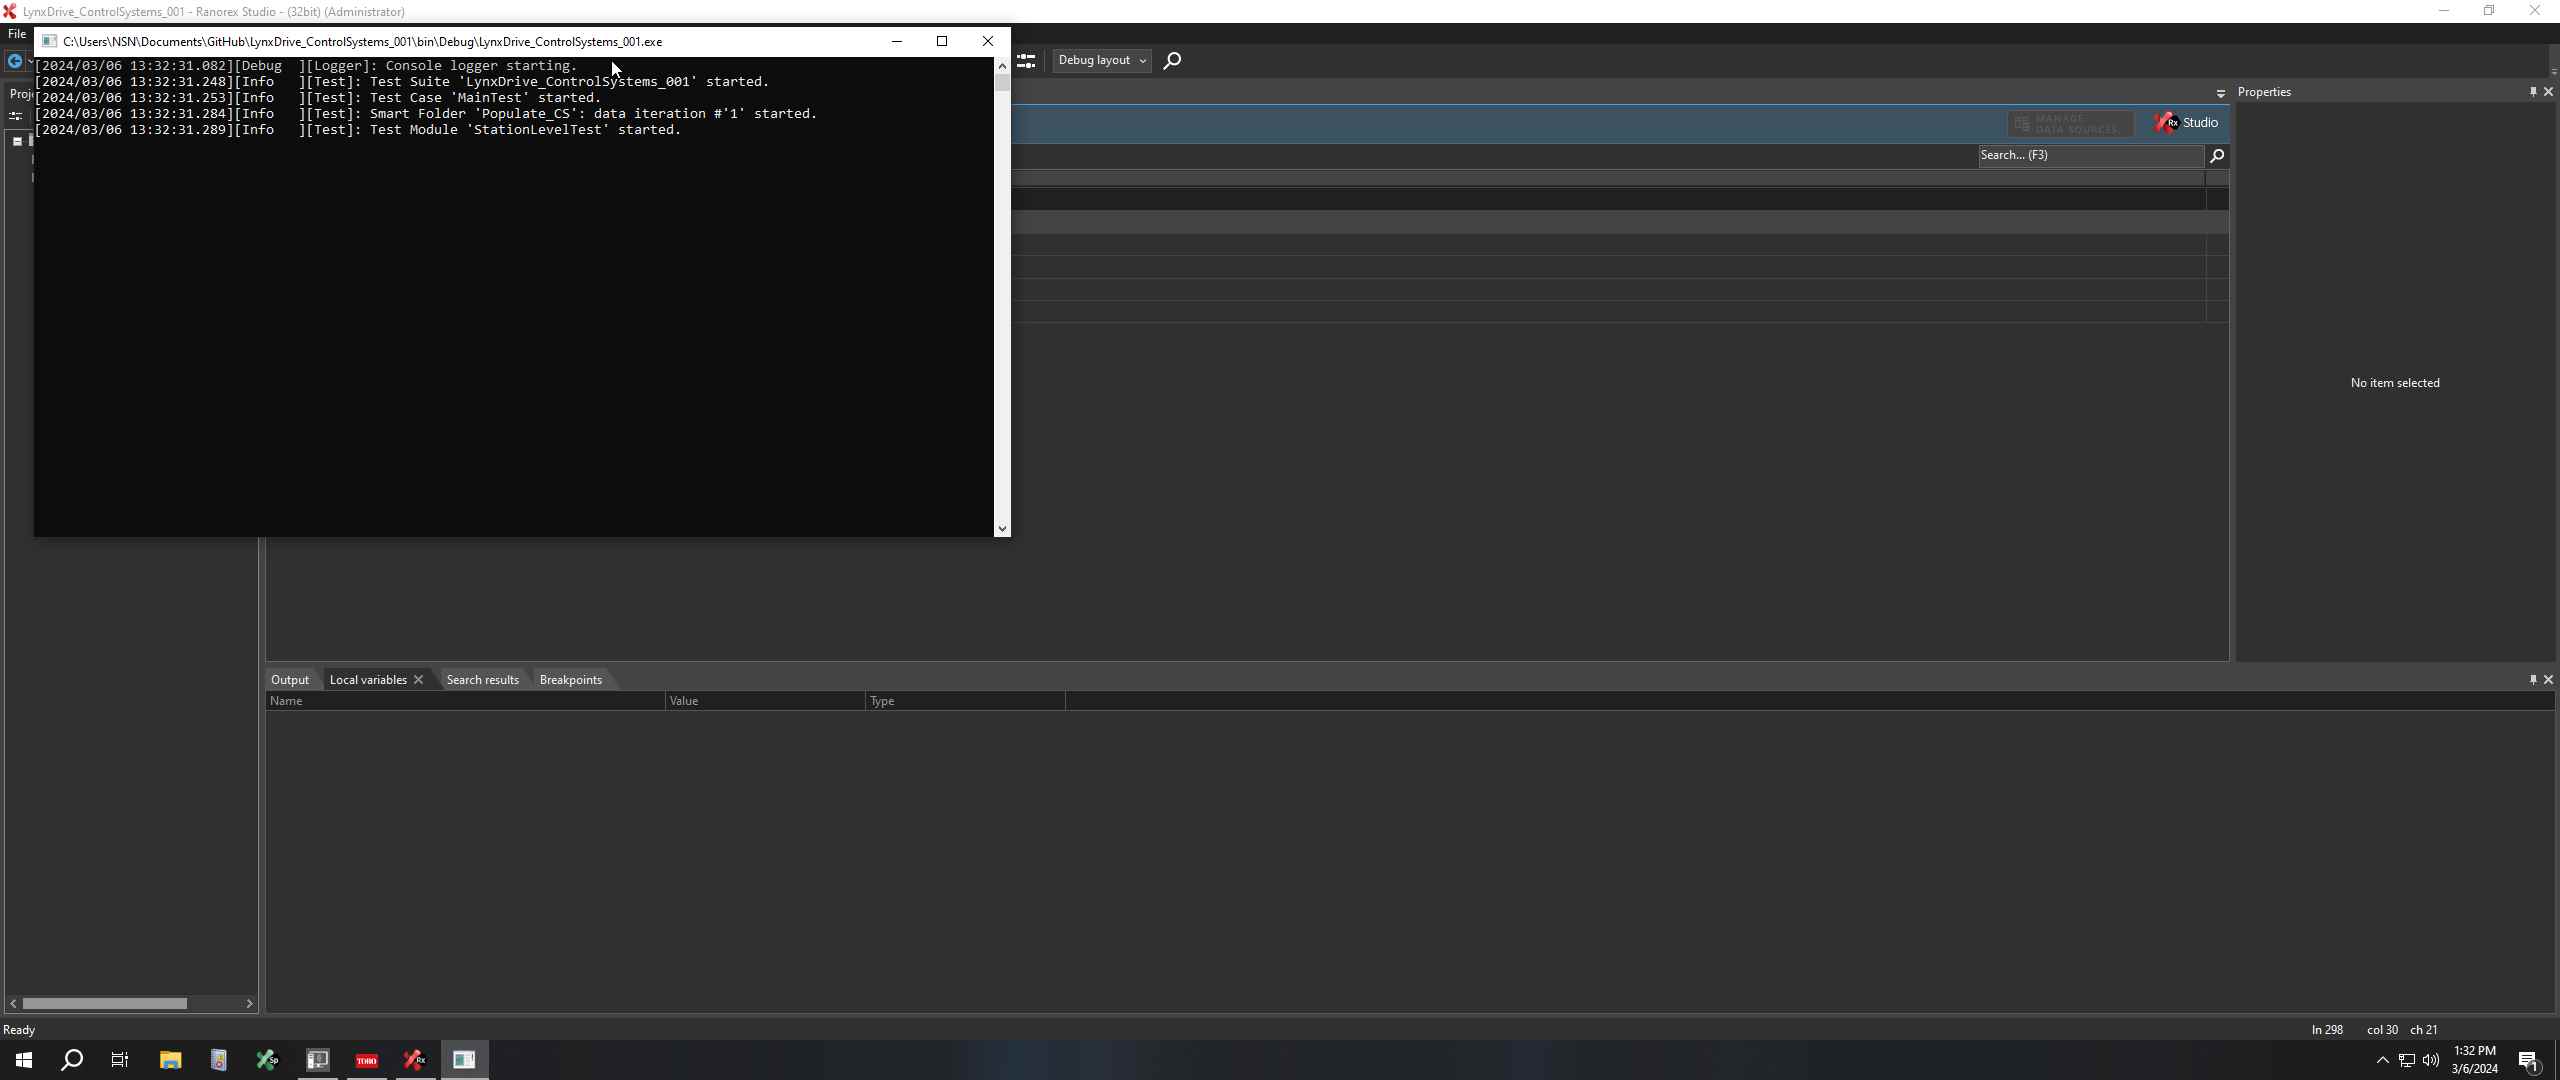 LynxDrive_ControlSystems_001 - Ranorex Studio - (32bit) (Administrator)
File
C:\Users\NSN\Documents\GitHub\LynxDrive_ControlSystems_001\bin\Debug\LynxDrive_ControlSystems_001.exe
[2024/03/06 13:32:31.082][Debug  ][Logger]: Console logger starting.
[2024/03/06 13:32:31.248][Info   ][Test]: Test Suite 'LynxDrive_ControlSystems_001' started.
[2024/03/06 13:32:31.253][Info   ][Test]: Test Case 'MainTest' started.
[2024/03/06 13:32:31.284][Info   ][Test]: Smart Folder 'Populate_CS': data iteration #'1' started.
[2024/03/06 13:32:31.289][Info   ][Test]: Test Module 'StationLevelTest' started.
Debug layout
Proj
Properties
MANAGE
DATA SOURCES...
Rx Studio
Search... (F3)
No item selected
Output
Local variables
Search results
Breakpoints
Name
Value
Type
Ready
ln 298
col 30
ch 21
Sp
TORO
Rx
1:32 PM
3/6/2024
1